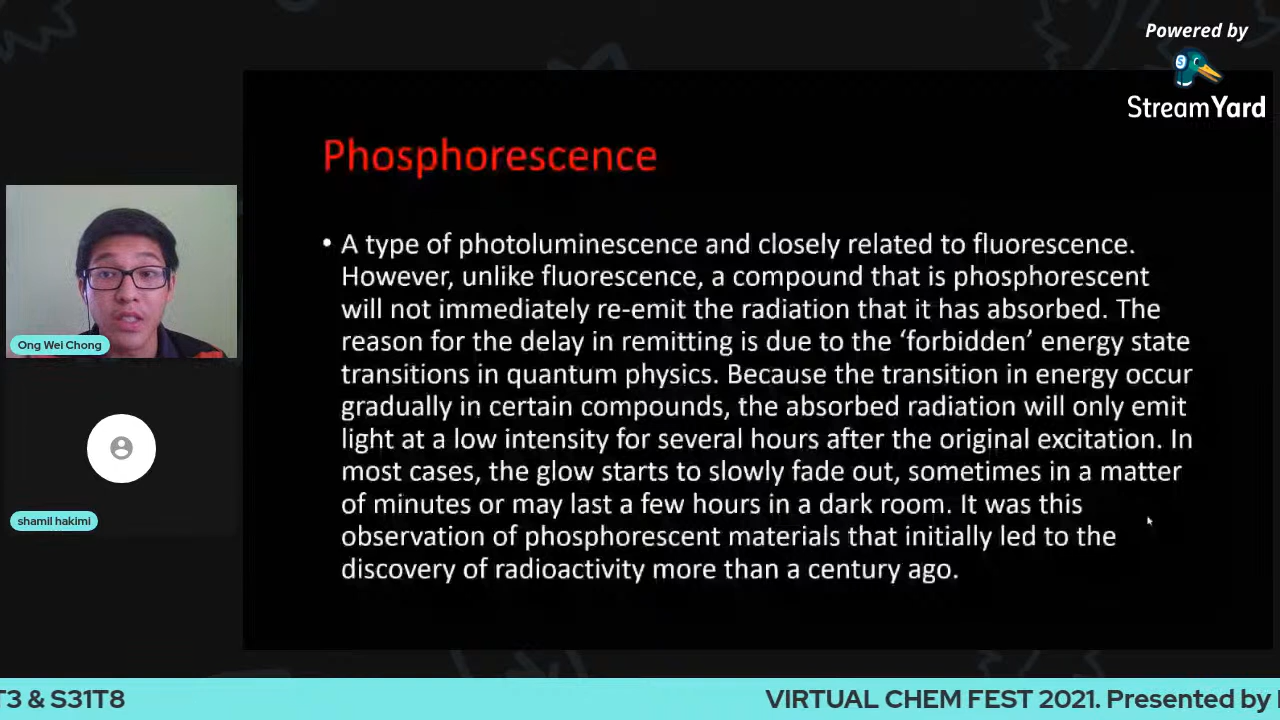 Powered by
StreamYard
Phosphorescence
• A type of photoluminescence and closely related to fluorescence.
However, unlike fluorescence, a compound that is phosphorescent
will not immediately re-emit the radiation that it has absorbed. The
reason for the delay in remitting is due to the ‘forbidden’ energy state
transitions in quantum physics. Because the transition in energy occur
gradually in certain compounds, the absorbed radiation will only emit
light at a low intensity for several hours after the original excitation. In
most cases, the glow starts to slowly fade out, sometimes in a matter
of minutes or may last a few hours in a dark room. It was this
observation of phosphorescent materials that initially led to the
discovery of radioactivity more than a century ago.
Ong Wei Chong
shamil hakimi
T3 & S31T8 VIRTUAL CHEM FEST 2021. Presented by